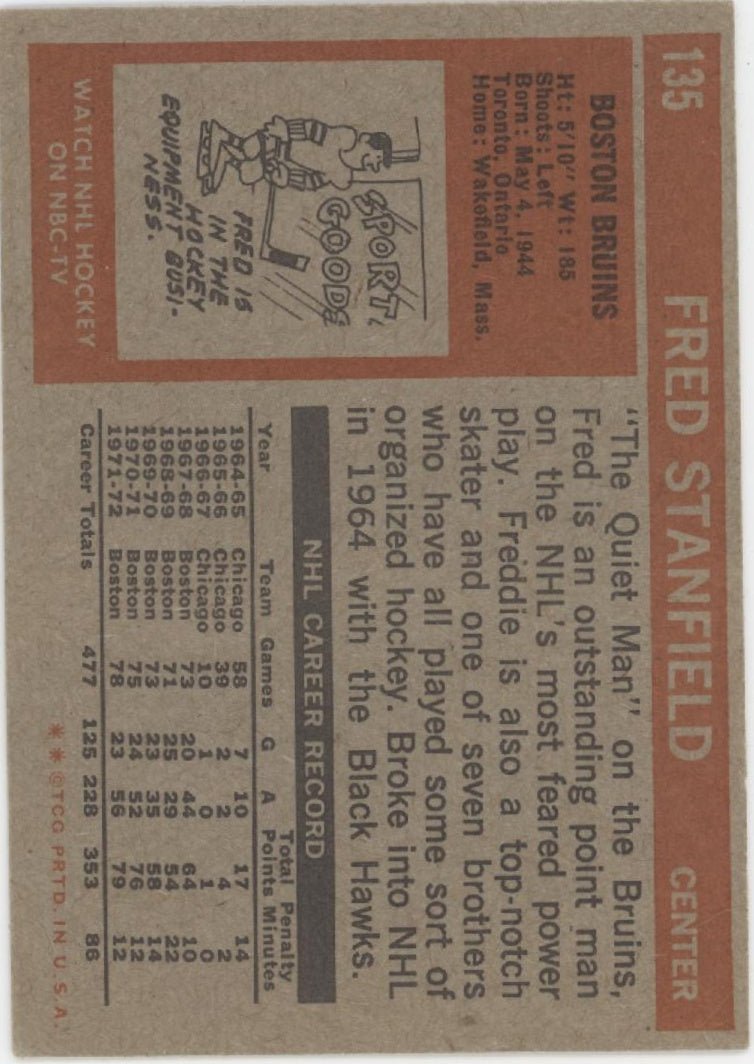 135 FRED STANFIELD CENTER
BOSTON BRUINS
Ht: 5'10" Wt: 185
Shoots: Left
Born: May 4, 1944
Toronto, Ontario
Home: Wakefield, Mass.
SPORT
GOODS
FRED IS
IN THE
HOCKEY
EQUIPMENT BUSI-
NESS.
WATCH NHL HOCKEY
ON NBC-TV
"The Quiet Man" on the Bruins,
Fred is an outstanding point man
on the NHL's most feared power
play. Freddie is also a top-notch
skater and one of seven brothers
who have all played some sort of
organized hockey. Broke into NHL
in 1964 with the Black Hawks.
NHL CAREER RECORD
Total Penalty
Year Team Games G A Points Minutes
1964-65 Chicago 58 7 10 17 14
1965-66 Chicago 39 2 2 4 2
1966-67 Chicago 10 1 0 1 0
1967-68 Boston 73 20 44 64 10
1968-69 Boston 71 25 29 54 22
1969-70 Boston 73 23 35 58 14
1970-71 Boston 75 24 52 76 12
1971-72 Boston 78 23 56 79 12
Career Totals 477 125 228 353 86
**©TCG PRTD. IN U.S.A.